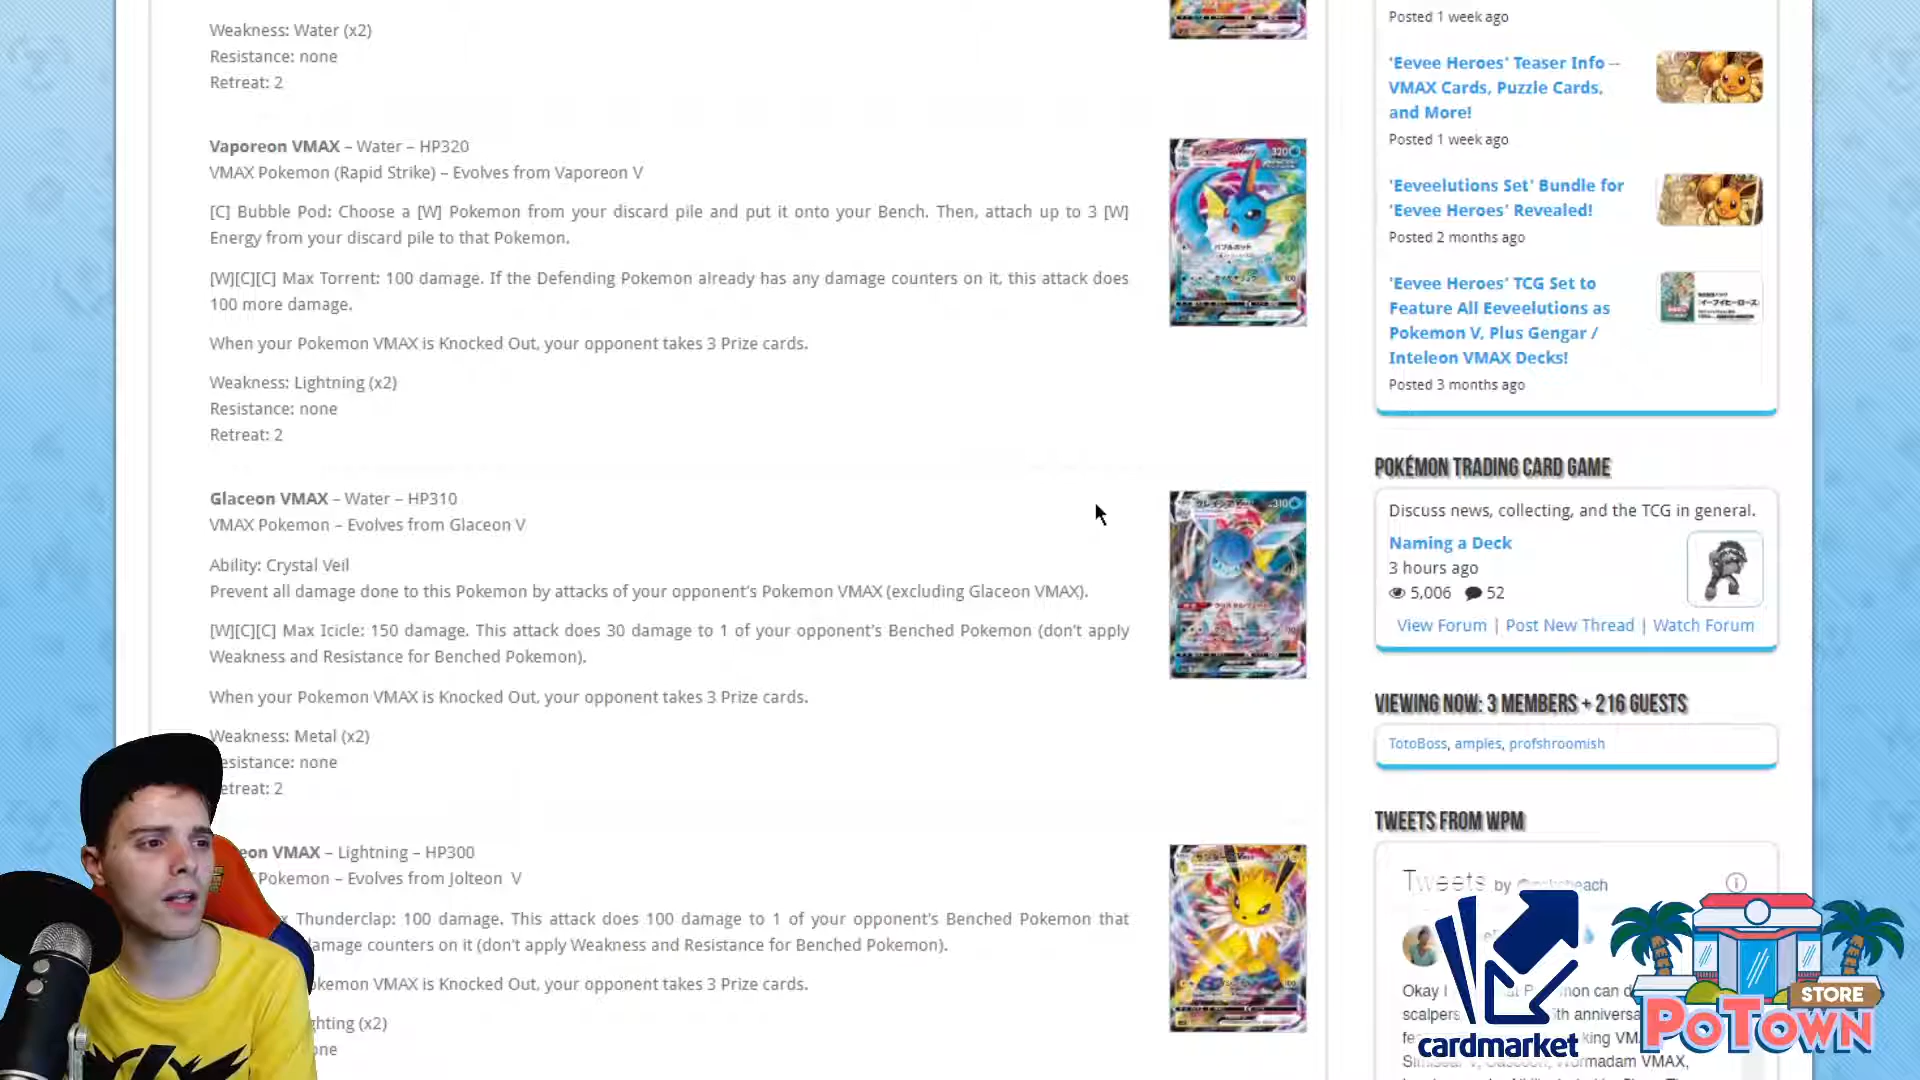 Weakness: Water (x2)
Resistance: none
Retreat: 2
Vaporeon VMAX – Water – HP320
VMAX Pokemon (Rapid Strike) – Evolves from Vaporeon V
[C] Bubble Pod: Choose a [W] Pokemon from your discard pile and put it onto your Bench. Then, attach up to 3 [W]
Energy from your discard pile to that Pokemon.
[W][C][C] Max Torrent: 100 damage. If the Defending Pokemon already has any damage counters on it, this attack does
100 more damage.
When your Pokemon VMAX is Knocked Out, your opponent takes 3 Prize cards.
Weakness: Lightning (x2)
Resistance: none
Retreat: 2
Glaceon VMAX – Water – HP310
VMAX Pokemon – Evolves from Glaceon V
Ability: Crystal Veil
Prevent all damage done to this Pokemon by attacks of your opponent's Pokemon VMAX (excluding Glaceon VMAX).
[W][C][C] Max Icicle: 150 damage. This attack does 30 damage to 1 of your opponent's Benched Pokemon (don't apply
Weakness and Resistance for Benched Pokemon).
When your Pokemon VMAX is Knocked Out, your opponent takes 3 Prize cards.
Weakness: Metal (x2)
esistance: none
etreat: 2
eon VMAX – Lightning – HP300
Pokemon – Evolves from Jolteon V
Thunderclap: 100 damage. This attack does 100 damage to 1 of your opponent's Benched Pokemon that
damage counters on it (don't apply Weakness and Resistance for Benched Pokemon).
okemon VMAX is Knocked Out, your opponent takes 3 Prize cards.
ghting (x2)
one
Posted 1 week ago
'Eevee Heroes' Teaser Info –
VMAX Cards, Puzzle Cards,
and More!
Posted 1 week ago
'Eeveelutions Set' Bundle for
'Eevee Heroes' Revealed!
Posted 2 months ago
'Eevee Heroes' TCG Set to
Feature All Eeveelutions as
Pokemon V, Plus Gengar /
Inteleon VMAX Decks!
Posted 3 months ago
POKÉMON TRADING CARD GAME
Discuss news, collecting, and the TCG in general.
Naming a Deck
3 hours ago
5,006 52
View Forum | Post New Thread | Watch Forum
VIEWING NOW: 3 MEMBERS + 216 GUESTS
TotoBoss, amples, profshroomish
TWEETS FROM WPM
Tweets by
Okay I
scalpers
cardmarket
STORE
POTOWN